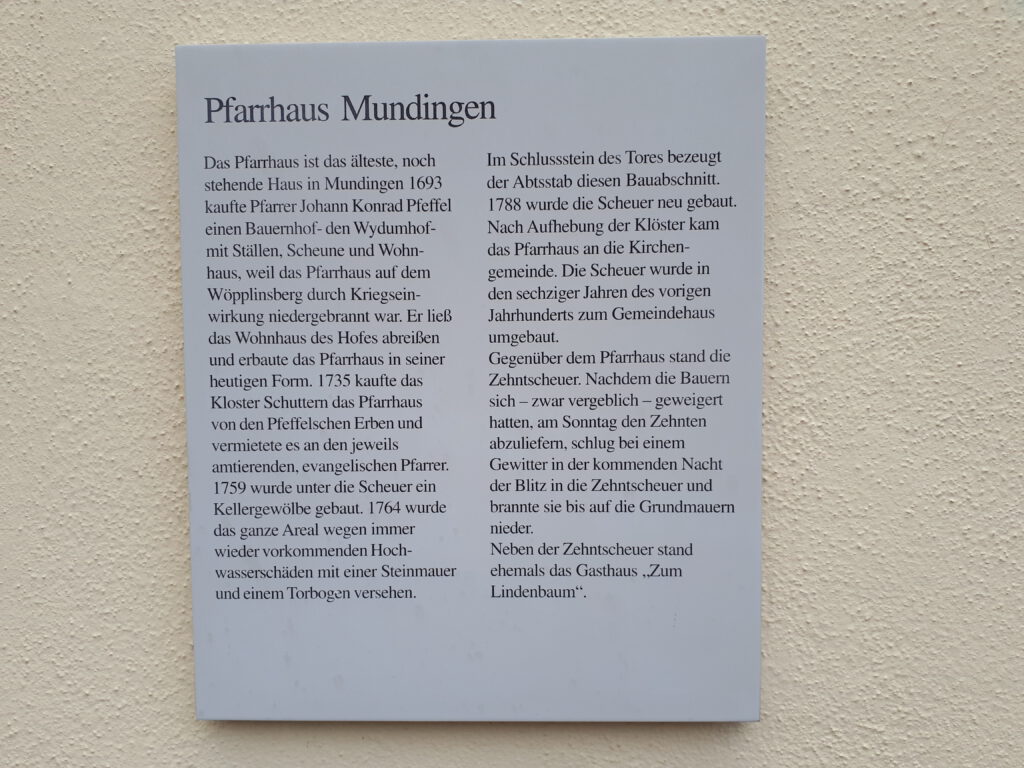 Pfarrhaus Mundingen
Das Pfarrhaus ist das älteste, noch
stehende Haus in Mundingen 1693
kaufte Pfarrer Johann Konrad Pfeffel
einen Bauernhof- den Wydumhof-
mit Ställen, Scheune und Wohn-
haus, weil das Pfarrhaus auf dem
Wöpplinsberg durch Kriegsein-
wirkung niedergebrannt war. Er ließ
das Wohnhaus des Hofes abreißen
und erbaute das Pfarrhaus in seiner
heutigen Form. 1735 kaufte das
Kloster Schuttern das Pfarrhaus
von den Pfeffelschen Erben und
vermietete es an den jeweils
amtierenden, evangelischen Pfarrer.
1759 wurde unter die Scheuer ein
Kellergewölbe gebaut. 1764 wurde
das ganze Areal wegen immer
wieder vorkommenden Hoch-
wasserschäden mit einer Steinmauer
und einem Torbogen versehen.
Im Schlussstein des Tores bezeugt
der Abtsstab diesen Bauabschnitt.
1788 wurde die Scheuer neu gebaut.
Nach Aufhebung der Klöster kam
das Pfarrhaus an die Kirchen-
gemeinde. Die Scheuer wurde in
den sechziger Jahren des vorigen
Jahrhunderts zum Gemeindehaus
umgebaut.
Gegenüber dem Pfarrhaus stand die
Zehntscheuer. Nachdem die Bauern
sich – zwar vergeblich – geweigert
hatten, am Sonntag den Zehnten
abzuliefern, schlug bei einem
Gewitter in der kommenden Nacht
der Blitz in die Zehntscheuer und
brannte sie bis auf die Grundmauern
nieder.
Neben der Zehntscheuer stand
ehemals das Gasthaus „Zum
Lindenbaum“.